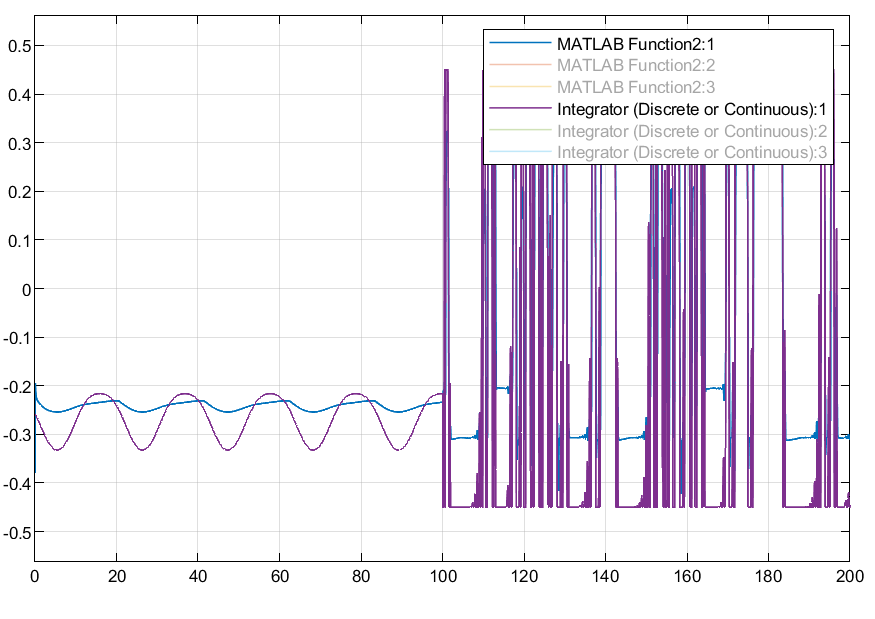 0.5
0.4
0.3
0.2
0.1
0
-0.1
-0.2
-0.3
-0.4
-0.5
MATLAB Function2:1
MATLAB Function2:2
MATLAB Function2:3
Integrator (Discrete or Continuous):1
Integrator (Discrete or Continuous):2
Integrator (Discrete or Continuous):3
0 20 40 60 80 100 120 140 160 180 200